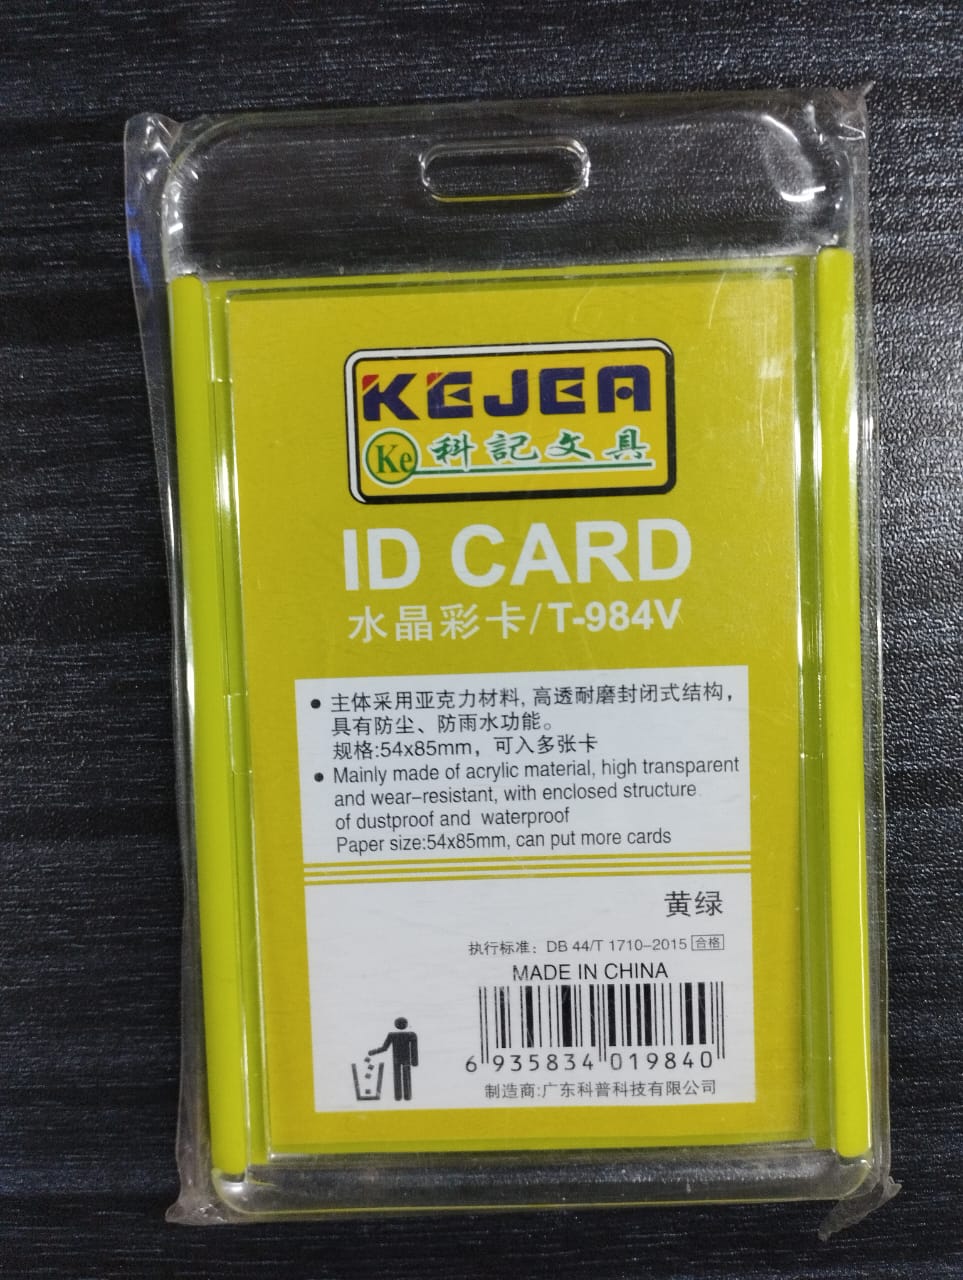 KEJEA
Ke 科記文具
ID CARD
水晶彩卡/T-984V
● 主体采用亚克力材料, 高透耐磨封闭式结构，
具有防尘、防雨水功能。
规格:54x85mm，可入多张卡
● Mainly made of acrylic material, high transparent
and wear-resistant, with enclosed structure
of dustproof and waterproof
Paper size:54x85mm, can put more cards
黄绿
执行标准：DB 44/T 1710-2015 合格
MADE IN CHINA
6 935834 019840
制造商:广东科普科技有限公司